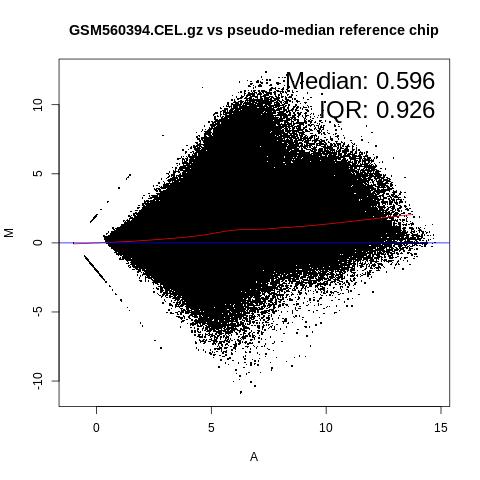 GSM560394.CEL.gz vs pseudo-median reference chip
Median: 0.596
IQR: 0.926
10
5
0
-5
-10
M
0 5 10 15
A